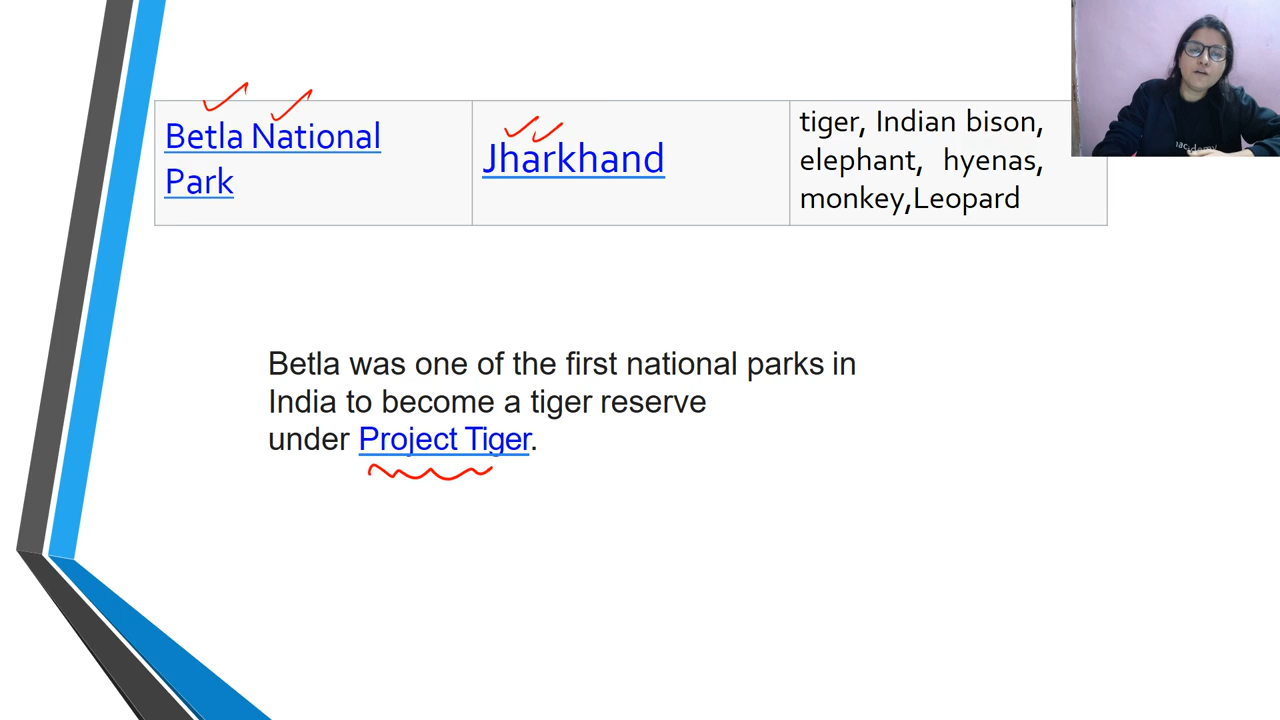 Betla National
Park
Jharkhand
tiger, Indian bison,
elephant, hyenas,
monkey,Leopard
Betla was one of the first national parks in
India to become a tiger reserve
under Project Tiger.